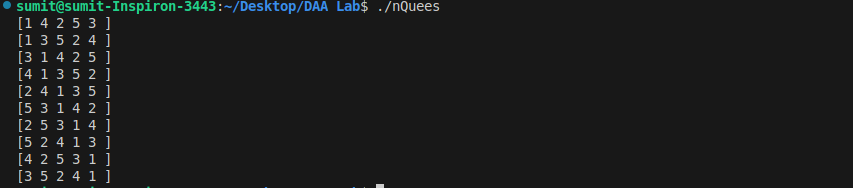 sumit@sumit-Inspiron-3443:~/Desktop/DAA Lab$ ./nQuees
[1 4 2 5 3 ]
[1 3 5 2 4 ]
[3 1 4 2 5 ]
[4 1 3 5 2 ]
[2 4 1 3 5 ]
[5 3 1 4 2 ]
[2 5 3 1 4 ]
[5 2 4 1 3 ]
[4 2 5 3 1 ]
[3 5 2 4 1 ]